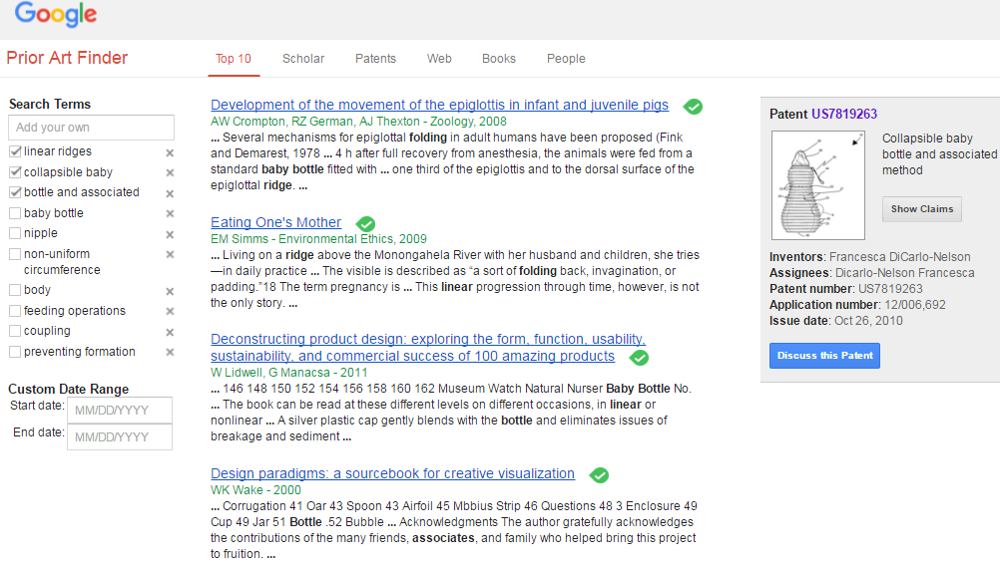 Google
Prior Art Finder
Top 10 Scholar Patents Web Books People
Search Terms
Add your own
linear ridges
collapsible baby
bottle and associated
baby bottle
nipple
non-uniform
circumference
body
feeding operations
coupling
preventing formation
Custom Date Range
Start date: MM/DD/YYYY
End date: MM/DD/YYYY
Development of the movement of the epiglottis in infant and juvenile pigs
AW Crompton, RZ German, AJ Thexton - Zoology, 2008
... Several mechanisms for epiglottal folding in adult humans have been proposed (Fink
and Demarest, 1978 ... 4 h after full recovery from anesthesia, the animals were fed from a
standard baby bottle fitted with ... one third of the epiglottis and to the dorsal surface of the
epiglottal ridge. ...
Eating One's Mother
EM Simms - Environmental Ethics, 2009
... Living on a ridge above the Monongahela River with her husband and children, she tries
—in daily practice ... The visible is described as “a sort of folding back, invagination, or
padding.”18 The term pregnancy is ... This linear progression through time, however, is not
the only story. ...
Deconstructing product design: exploring the form, function, usability,
sustainability, and commercial success of 100 amazing products
W Lidwell, G Manacsa - 2011
... 146 148 150 152 154 156 158 160 162 Museum Watch Natural Nurser Baby Bottle No.
... The book can be read at these different levels on different occasions, in linear or
nonlinear ... A silver plastic cap gently blends with the bottle and eliminates issues of
breakage and sediment ...
Design paradigms: a sourcebook for creative visualization
WK Wake - 2000
... Corrugation 41 Oar 43 Spoon 43 Airfoil 45 Mbbius Strip 46 Questions 48 3 Enclosure 49
Cup 49 Jar 51 Bottle .52 Bubble ... Acknowledgments The author gratefully acknowledges
the contributions of the many friends, associates, and family who helped bring this project
to fruition. ...
Patent US7819263
Collapsible baby
bottle and associated
method
Show Claims
Inventors: Francesca DiCarlo-Nelson
Assignees: Dicarlo-Nelson Francesca
Patent number: US7819263
Application number: 12/006,692
Issue date: Oct 26, 2010
Discuss this Patent